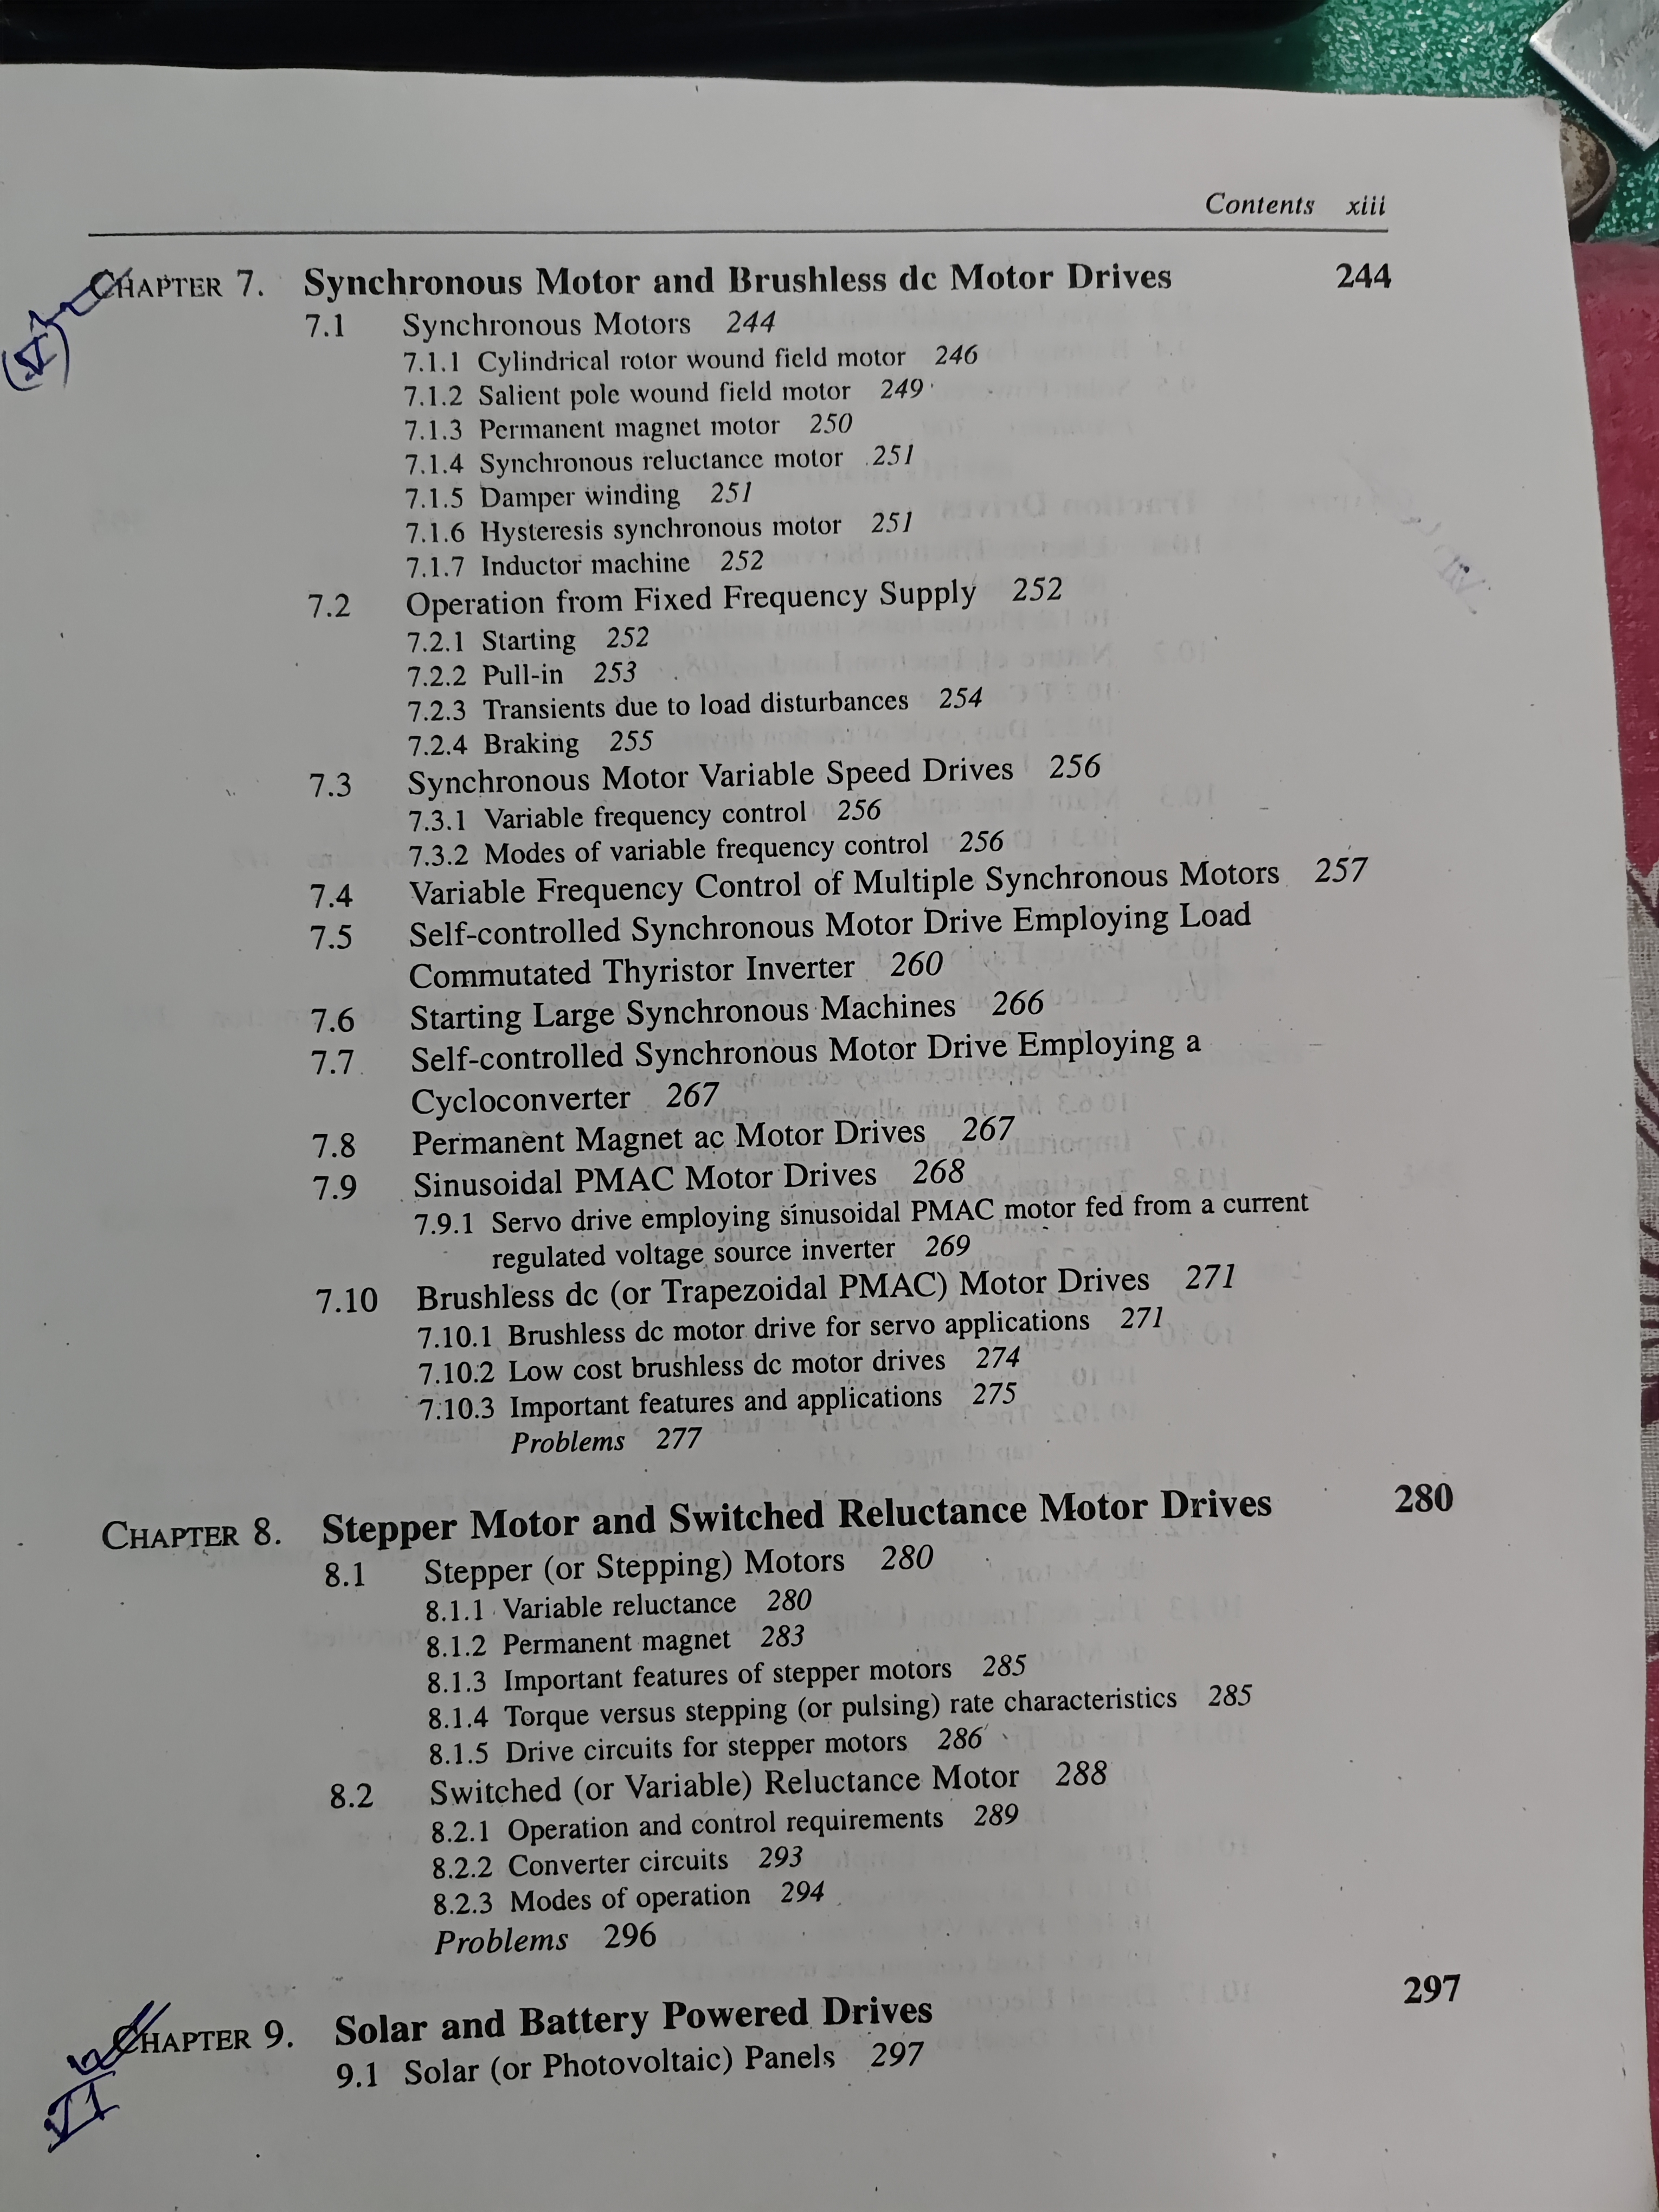 Contents xiii
CHAPTER 7. Synchronous Motor and Brushless dc Motor Drives 244
7.1 Synchronous Motors 244
7.1.1 Cylindrical rotor wound field motor 246
7.1.2 Salient pole wound field motor 249
7.1.3 Permanent magnet motor 250
7.1.4 Synchronous reluctance motor 251
7.1.5 Damper winding 251
7.1.6 Hysteresis synchronous motor 251
7.1.7 Inductor machine 252
7.2 Operation from Fixed Frequency Supply 252
7.2.1 Starting 252
7.2.2 Pull-in 253
7.2.3 Transients due to load disturbances 254
7.2.4 Braking 255
7.3 Synchronous Motor Variable Speed Drives 256
7.3.1 Variable frequency control 256
7.3.2 Modes of variable frequency control 256
7.4 Variable Frequency Control of Multiple Synchronous Motors 257
7.5 Self-controlled Synchronous Motor Drive Employing Load
Commutated Thyristor Inverter 260
7.6 Starting Large Synchronous Machines 266
7.7 Self-controlled Synchronous Motor Drive Employing a
Cycloconverter 267
7.8 Permanent Magnet ac Motor Drives 267
7.9 Sinusoidal PMAC Motor Drives 268
7.9.1 Servo drive employing sinusoidal PMAC motor fed from a current
regulated voltage source inverter 269
7.10 Brushless dc (or Trapezoidal PMAC) Motor Drives 271
7.10.1 Brushless dc motor drive for servo applications 271
7.10.2 Low cost brushless dc motor drives 274
7.10.3 Important features and applications 275
Problems 277
CHAPTER 8. Stepper Motor and Switched Reluctance Motor Drives 280
8.1 Stepper (or Stepping) Motors 280
8.1.1 Variable reluctance 280
8.1.2 Permanent magnet 283
8.1.3 Important features of stepper motors 285
8.1.4 Torque versus stepping (or pulsing) rate characteristics 285
8.1.5 Drive circuits for stepper motors 286
8.2 Switched (or Variable) Reluctance Motor 288
8.2.1 Operation and control requirements 289
8.2.2 Converter circuits 293
8.2.3 Modes of operation 294
Problems 296
CHAPTER 9. Solar and Battery Powered Drives 297
9.1 Solar (or Photovoltaic) Panels 297
VI